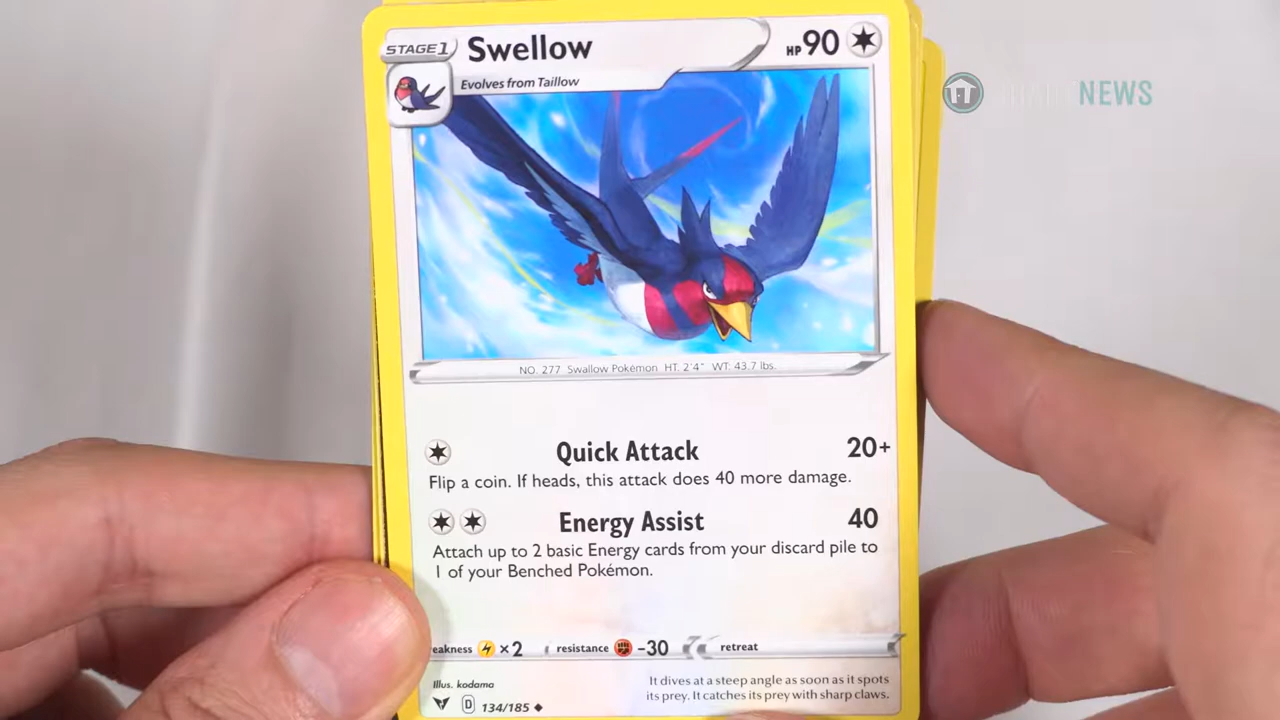 STAGE1
Swellow
HP 90
Evolves from Taillow
NEWS
NO. 277 Swallow Pokémon HT: 2'4" WT: 43.7 lbs.
Quick Attack 20+
Flip a coin. If heads, this attack does 40 more damage.
Energy Assist 40
Attach up to 2 basic Energy cards from your discard pile to
1 of your Benched Pokémon.
eakness ×2 resistance -30 retreat
Illus. kodama
It dives at a steep angle as soon as it spots
its prey. It catches its prey with sharp claws.
D 134/185